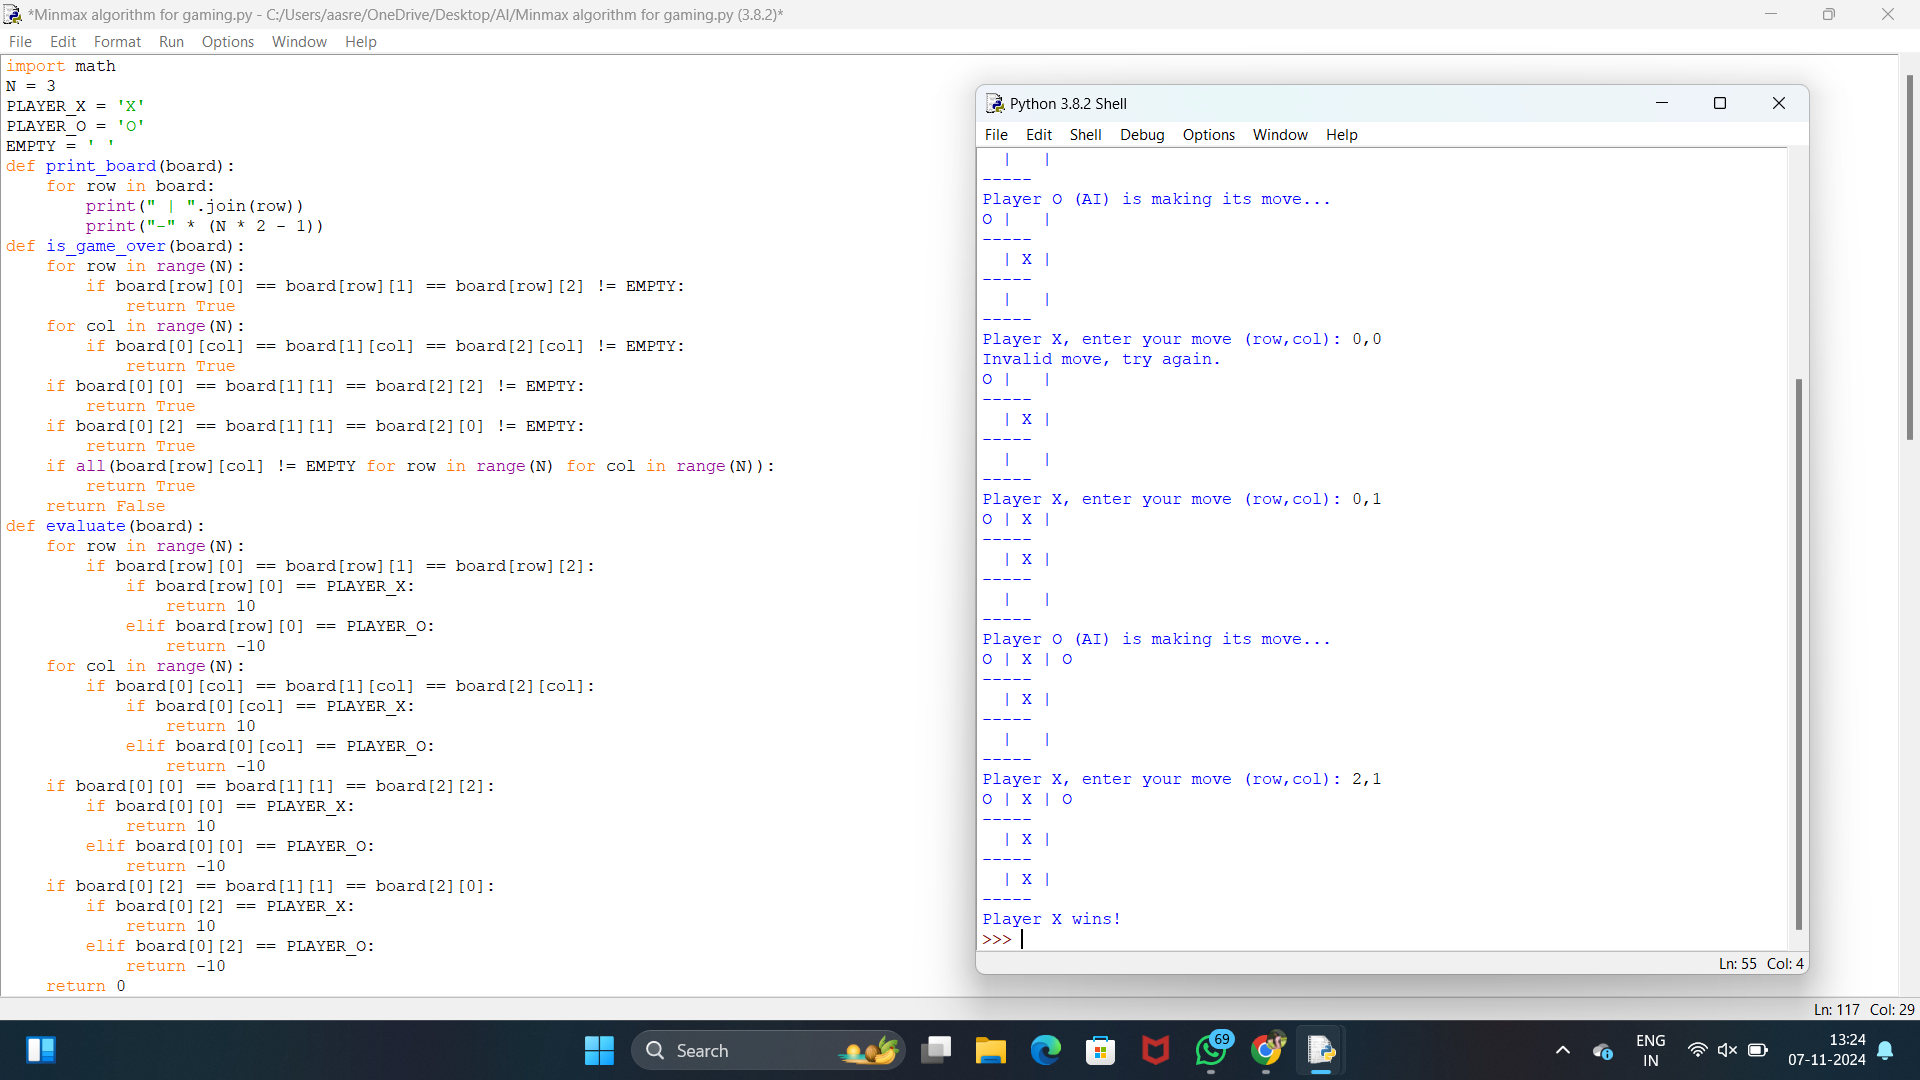 *Minmax algorithm for gaming.py - C:/Users/aasre/OneDrive/Desktop/AI/Minmax algorithm for gaming.py (3.8.2)*
File Edit Format Run Options Window Help
import math
N = 3
PLAYER_X = 'X'
PLAYER_O = 'O'
EMPTY = ' '
def print_board(board):
    for row in board:
        print(" | ".join(row))
        print("-" * (N * 2 - 1))
def is_game_over(board):
    for row in range(N):
        if board[row][0] == board[row][1] == board[row][2] != EMPTY:
            return True
    for col in range(N):
        if board[0][col] == board[1][col] == board[2][col] != EMPTY:
            return True
    if board[0][0] == board[1][1] == board[2][2] != EMPTY:
        return True
    if board[0][2] == board[1][1] == board[2][0] != EMPTY:
        return True
    if all(board[row][col] != EMPTY for row in range(N) for col in range(N)):
        return True
    return False
def evaluate(board):
    for row in range(N):
        if board[row][0] == board[row][1] == board[row][2]:
            if board[row][0] == PLAYER_X:
                return 10
            elif board[row][0] == PLAYER_O:
                return -10
    for col in range(N):
        if board[0][col] == board[1][col] == board[2][col]:
            if board[0][col] == PLAYER_X:
                return 10
            elif board[0][col] == PLAYER_O:
                return -10
    if board[0][0] == board[1][1] == board[2][2]:
        if board[0][0] == PLAYER_X:
            return 10
        elif board[0][0] == PLAYER_O:
            return -10
    if board[0][2] == board[1][1] == board[2][0]:
        if board[0][2] == PLAYER_X:
            return 10
        elif board[0][2] == PLAYER_O:
            return -10
    return 0
Python 3.8.2 Shell
File Edit Shell Debug Options Window Help
  |   |
-----
Player O (AI) is making its move...
O |   |
-----
  | X |
-----
  |   |
-----
Player X, enter your move (row,col): 0,0
Invalid move, try again.
O |   |
-----
  | X |
-----
  |   |
-----
Player X, enter your move (row,col): 0,1
O | X |
-----
  | X |
-----
  |   |
-----
Player O (AI) is making its move...
O | X | O
-----
  | X |
-----
  |   |
-----
Player X, enter your move (row,col): 2,1
O | X | O
-----
  | X |
-----
  | X |
-----
Player X wins!
>>>
Ln: 55 Col: 4
Ln: 117 Col: 29
Search
69
ENG
IN
13:24
07-11-2024